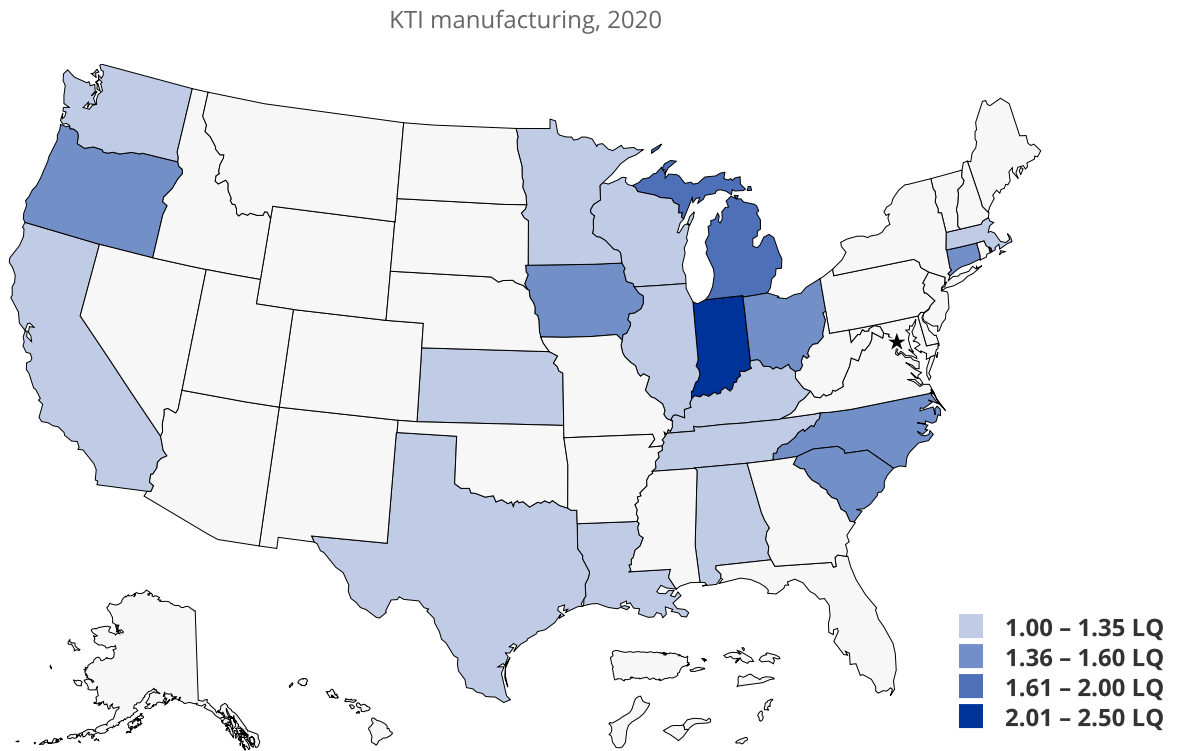 KTI manufacturing, 2020
1.00 – 1.35 LQ
1.36 – 1.60 LQ
1.61 – 2.00 LQ
2.01 – 2.50 LQ